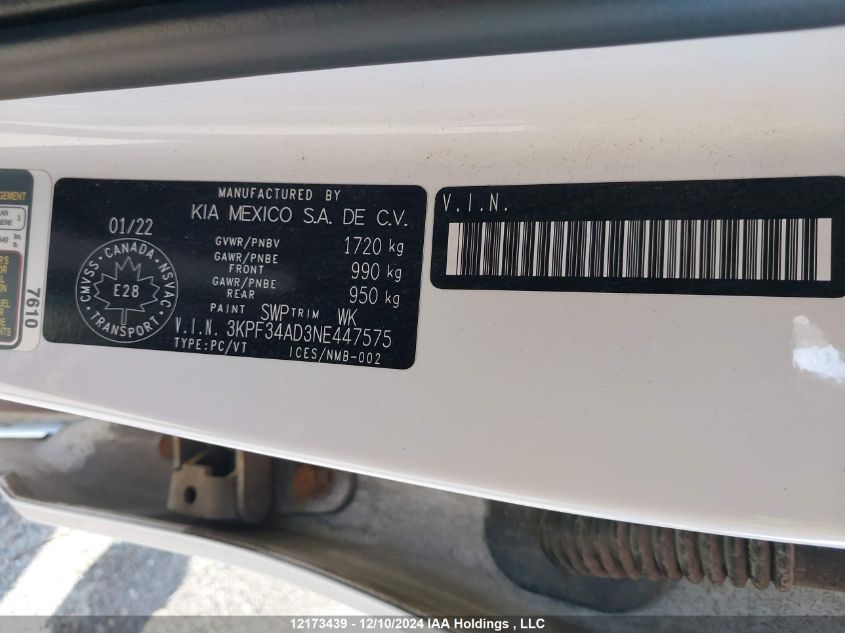 MANUFACTURED BY
KIA MEXICO S.A. DE C.V.
01/22
GVWR/PNBV 1720 kg
GAWR/PNBE
FRONT 990 kg
GAWR/PNBE
REAR 950 kg
PAINT SWP TRIM WK
V.I.N. 3KPF34AD3NE447575
TYPE:PC/VT ICES/NMB-002
CMVSS · CANADA · NSVAC
E28
TRANSPORT
V.I.N.
7610
12173439 - 12/10/2024 IAA Holdings , LLC